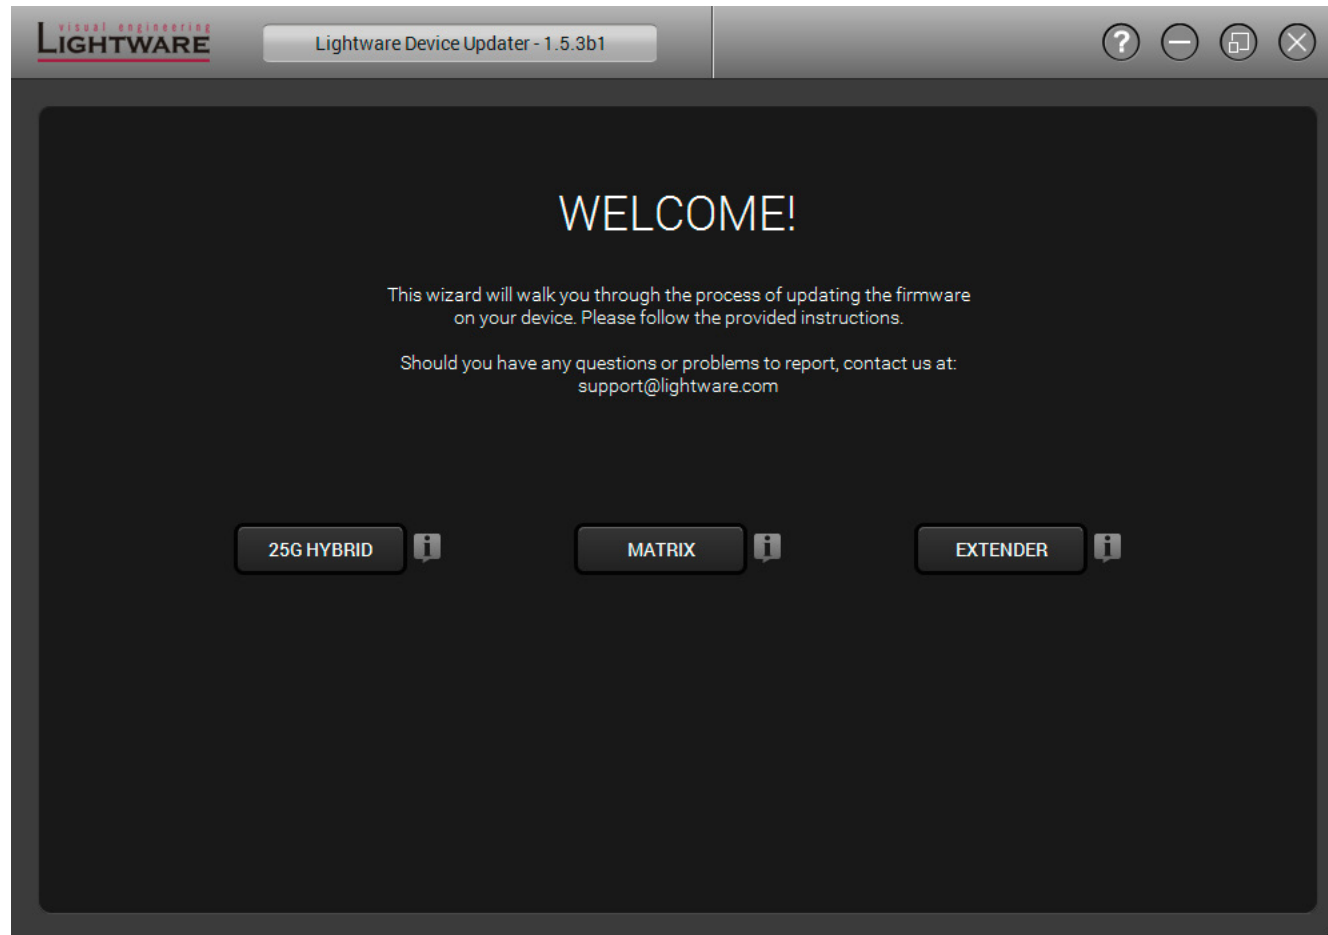 visual engineering
LIGHTWARE
Lightware Device Updater - 1.5.3b1
?
WELCOME!
This wizard will walk you through the process of updating the firmware
on your device. Please follow the provided instructions.
Should you have any questions or problems to report, contact us at:
support@lightware.com
25G HYBRID
i
MATRIX
i
EXTENDER
i